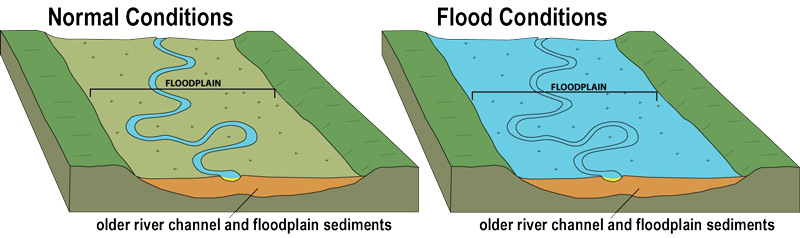 Normal Conditions
FLOODPLAIN
older river channel and floodplain sediments
Flood Conditions
FLOODPLAIN
older river channel and floodplain sediments